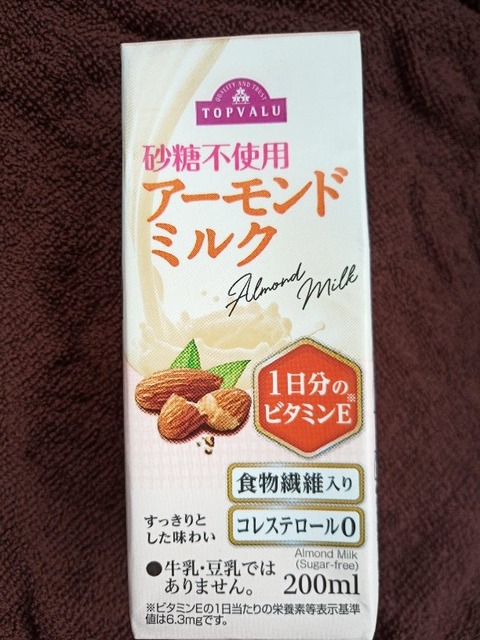 QUALITY AND TRUST
TOPVALU
砂糖不使用
アーモンド
ミルク
Almond Milk
1日分の
ビタミンE※
食物繊維入り
すっきりと
した味わい
コレステロール0
Almond Milk
(Sugar-free)
●牛乳・豆乳では
ありません。
200ml
※ビタミンEの1日当たりの栄養素等表示基準
値は6.3mgです。